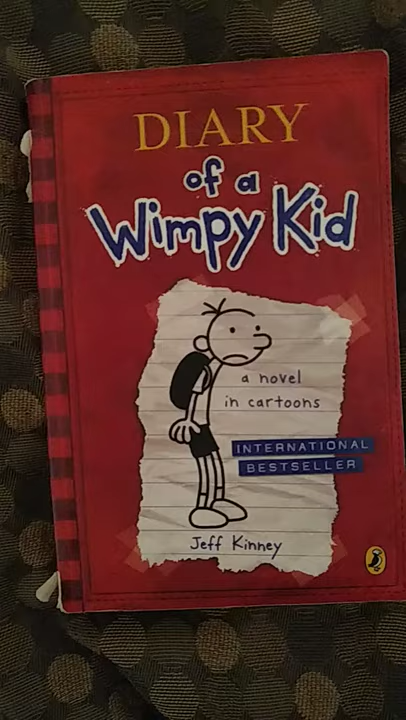 DIARY
of a
Wimpy Kid
a novel
in cartoons
INTERNATIONAL
BESTSELLER
Jeff Kinney